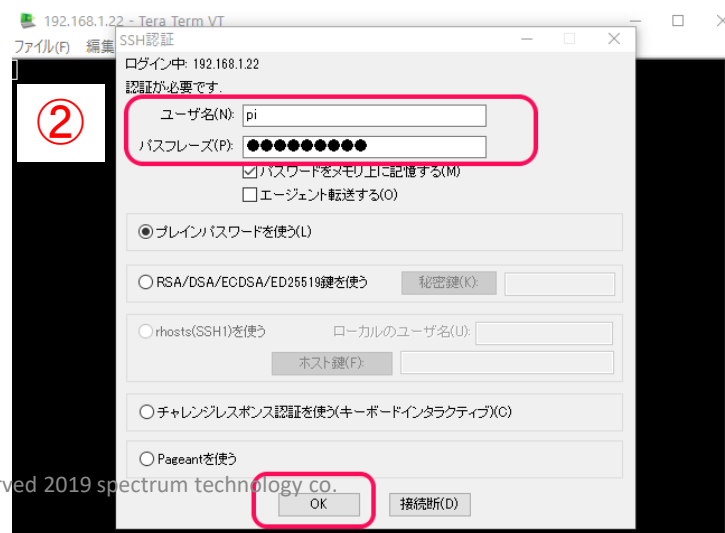 192.168.1.22 - Tera Term VT
ファイル(F) 編集
SSH認証
ログイン中: 192.168.1.22
認証が必要です.
②
ユーザ名(N): pi
パスフレーズ(P): ●●●●●●●●●
パスワードをメモリ上に記憶する(M)
エージェント転送する(O)
プレインパスワードを使う(L)
RSA/DSA/ECDSA/ED25519鍵を使う 秘密鍵(K):
rhosts(SSH1)を使う ローカルのユーザ名(U):
ホスト鍵(F):
チャレンジレスポンス認証を使う(キーボードインタラクティブ)(C)
Pageantを使う
rved 2019 spectrum technology co.
OK 接続断(D)